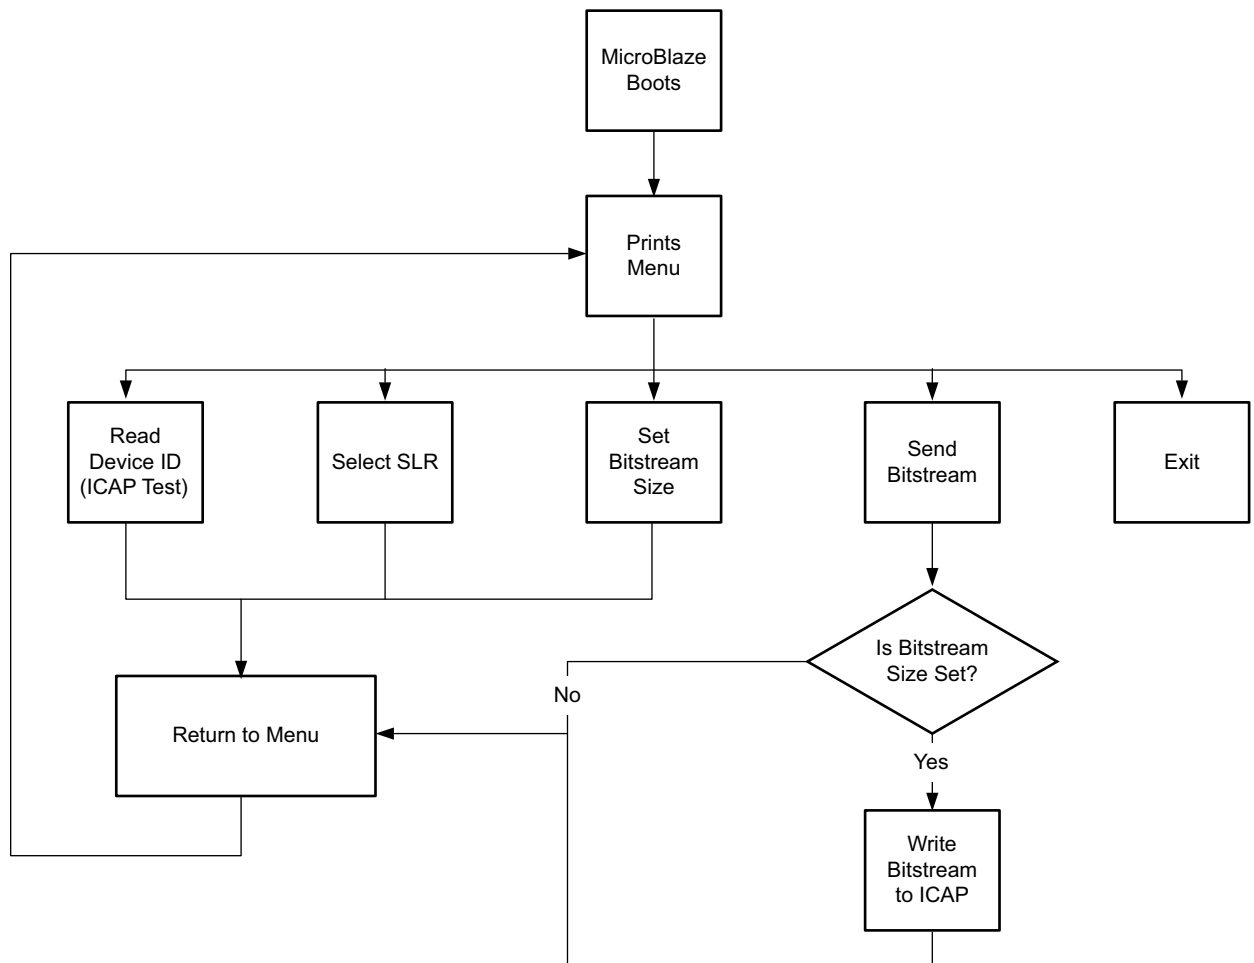 MicroBlaze
Boots
Prints
Menu
Read
Device ID
(ICAP Test)
Select SLR
Set
Bitstream
Size
Send
Bitstream
Exit
Is Bitstream
Size Set?
No
Return to Menu
Yes
Write
Bitstream
to ICAP